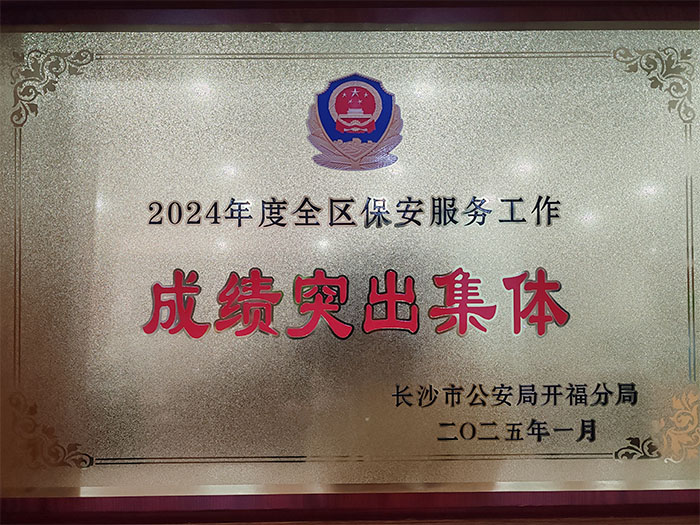 2024年度全区保安服务工作
成绩突出集体
长沙市公安局开福分局
二〇二五年一月